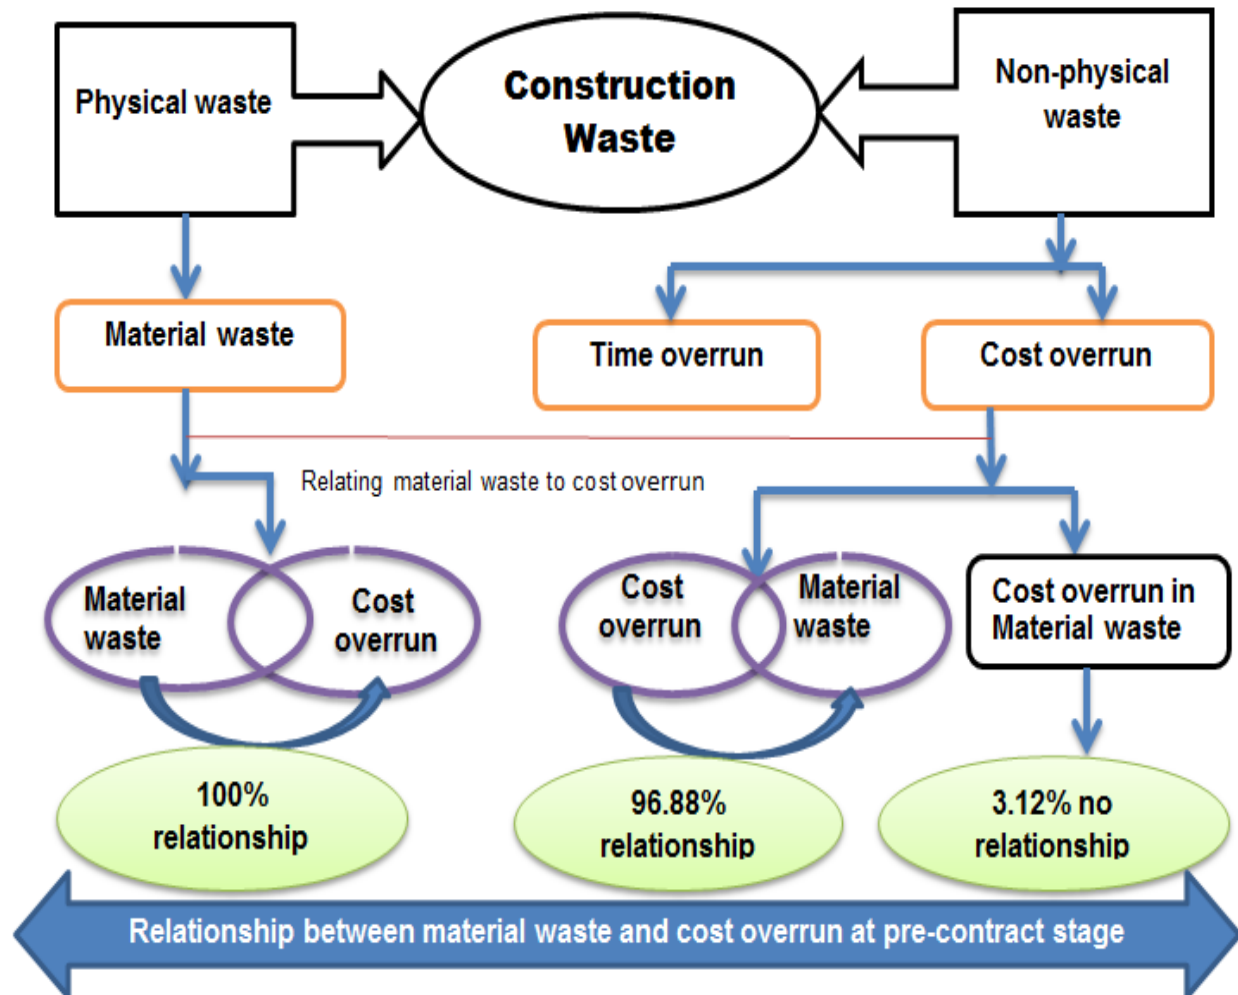 Physical waste
Construction
Waste
Non-physical
waste
Material waste
Time overrun
Cost overrun
Relating material waste to cost overrun
Material
waste
Cost
overrun
Cost
overrun
Material
waste
Cost overrun in
Material waste
100%
relationship
96.88%
relationship
3.12% no
relationship
Relationship between material waste and cost overrun at pre-contract stage